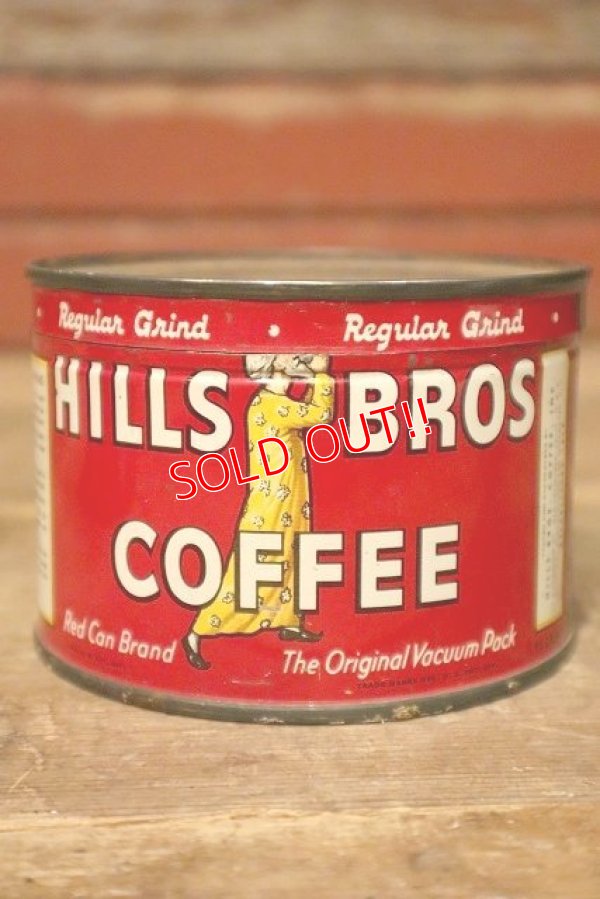 Regular Grind • Regular Grind
HILLS BROS
SOLD OUT!!
COFFEE
Red Can Brand
The Original Vacuum Pack